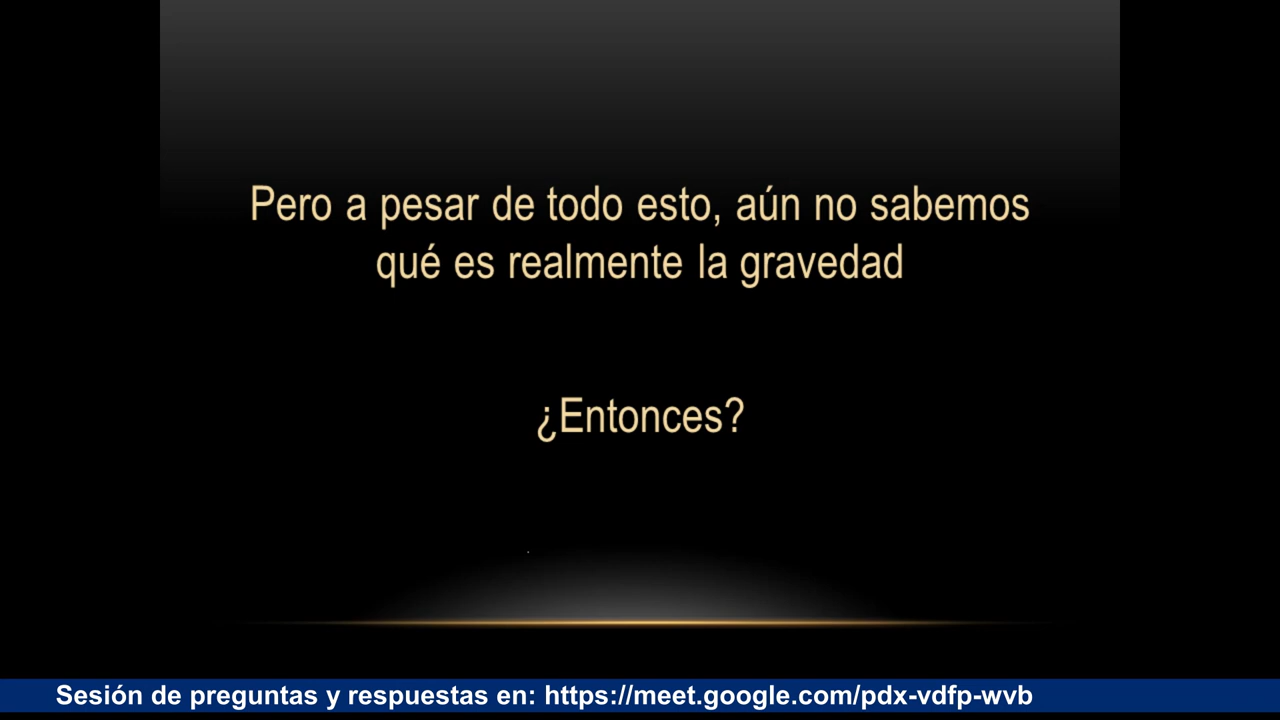 Pero a pesar de todo esto, aún no sabemos
qué es realmente la gravedad
¿Entonces?
Sesión de preguntas y respuestas en: https://meet.google.com/pdx-vdfp-wvb